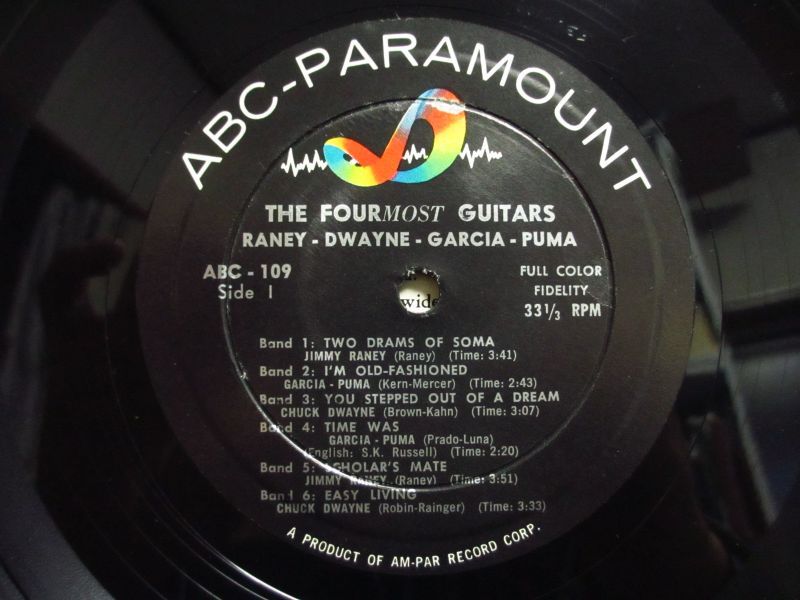 ABC-PARAMOUNT
THE FOURMOST GUITARS
RANEY - DWAYNE - GARCIA - PUMA
ABC - 109
Side 1
FULL COLOR
FIDELITY
33 1/3 RPM
wide
Band 1: TWO DRAMS OF SOMA
JIMMY RANEY (Raney) (Time: 3:41)
Band 2: I'M OLD-FASHIONED
GARCIA - PUMA (Kern-Mercer) (Time: 2:43)
Band 3: YOU STEPPED OUT OF A DREAM
CHUCK DWAYNE (Brown-Kahn) (Time: 3:07)
Band 4: TIME WAS
GARCIA - PUMA (Prado-Luna)
(English: S.K. Russell) (Time: 2:20)
Band 5: SCHOLAR'S MATE
JIMMY RANEY (Raney) (Time: 3:51)
Band 6: EASY LIVING
CHUCK DWAYNE (Robin-Rainger) (Time: 3:33)
A PRODUCT OF AM-PAR RECORD CORP.